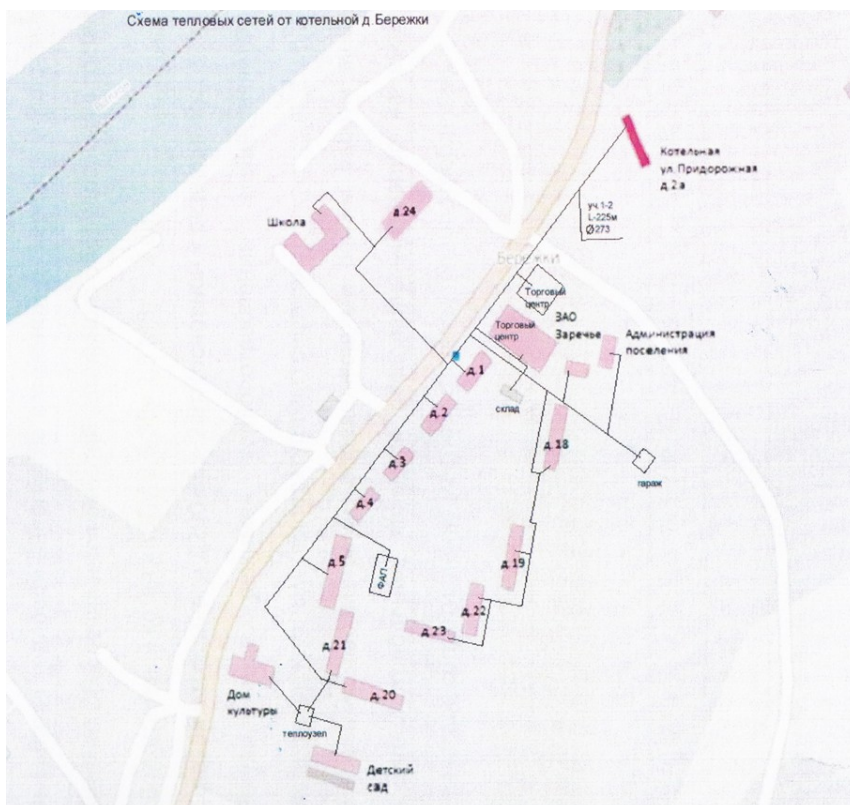 Схема тепловых сетей от котельной д. Бережки
Котельная
ул. Придорожная
д.2а
уч.1-2
L-225м
Ø273
д.24
Школа
Бережки
Торговый
центр
ЗАО
Заречье
Торговый
центр
Администрация
поселения
д.1
склад
д.2
д.18
д.3
гараж
д.4
д.5
ФАП
д.19
д.22
д.23
д.21
д.20
Дом
культуры
теплоузел
Детский
сад